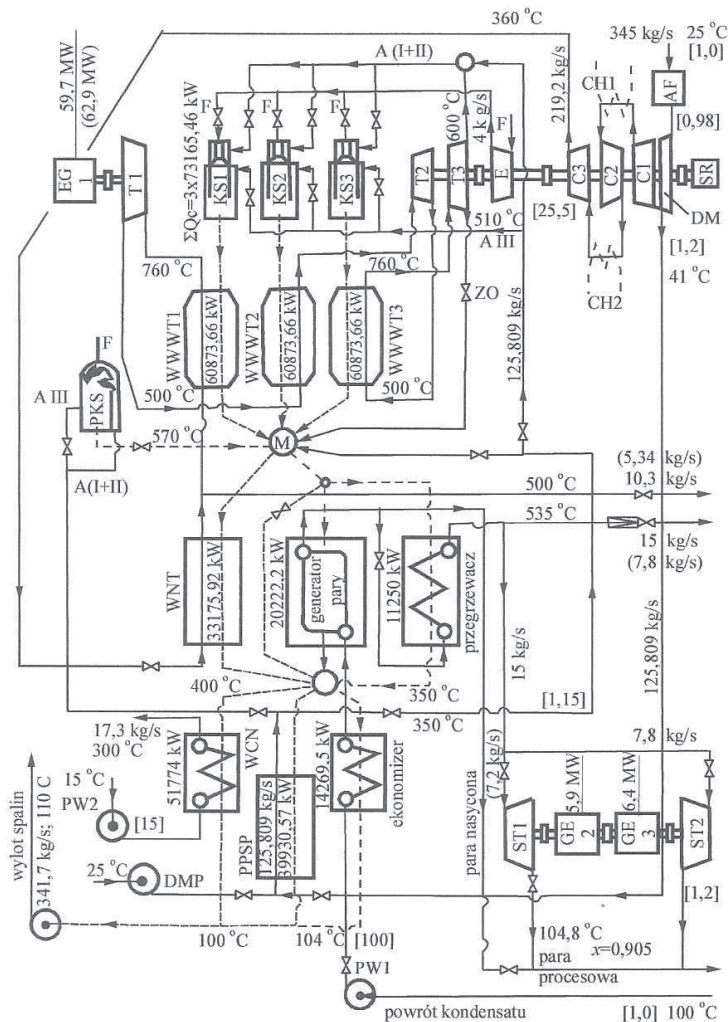 360 °C
345 kg/s
25 °C
[1,0]
59,7 MW
(62,9 MW)
A (I+II)
CH1
AF
[0,98]
219,2 kg/s
600 °C
4 kg/s
F
F
F
F
EG
1
T1
ΣQc=3x73165,46 kW
KS1
KS2
KS3
T2
T3
E
C3
C2
C1
SR
DM
[25,5]
510 °C
A III
[1,2]
41 °C
CH2
760 °C
760 °C
ZO
WWWT1
60873,66 kW
WWWT2
60873,66 kW
WWWT3
60873,66 kW
125,809 kg/s
F
PKS
A III
500 °C
500 °C
M
570 °C
A(I+II)
(5,34 kg/s)
10,3 kg/s
500 °C
535 °C
15 kg/s
(7,8 kg/s)
WNT
33175,92 kW
20222,2 kW
generator
pary
11250 kW
przegrzewacz
15 kg/s
125,809 kg/s
400 °C
350 °C
350 °C
[1,15]
17,3 kg/s
300 °C
51774 kW
WCN
14269,5 kW
ekonomizer
7,8 kg/s
(7,2 kg/s)
15 °C
PW2
[15]
5,9 MW
6,4 MW
ST1
GE
2
GE
3
ST2
PPSP
125,809 kg/s
39930,57 kW
para nasycona
wylot spalin
341,7 kg/s; 110 C
25 °C
DMP
[1,2]
100 °C
104 °C
[100]
104,8 °C
x=0,905
para
procesowa
PW1
powrót kondensatu
[1,0] 100 °C